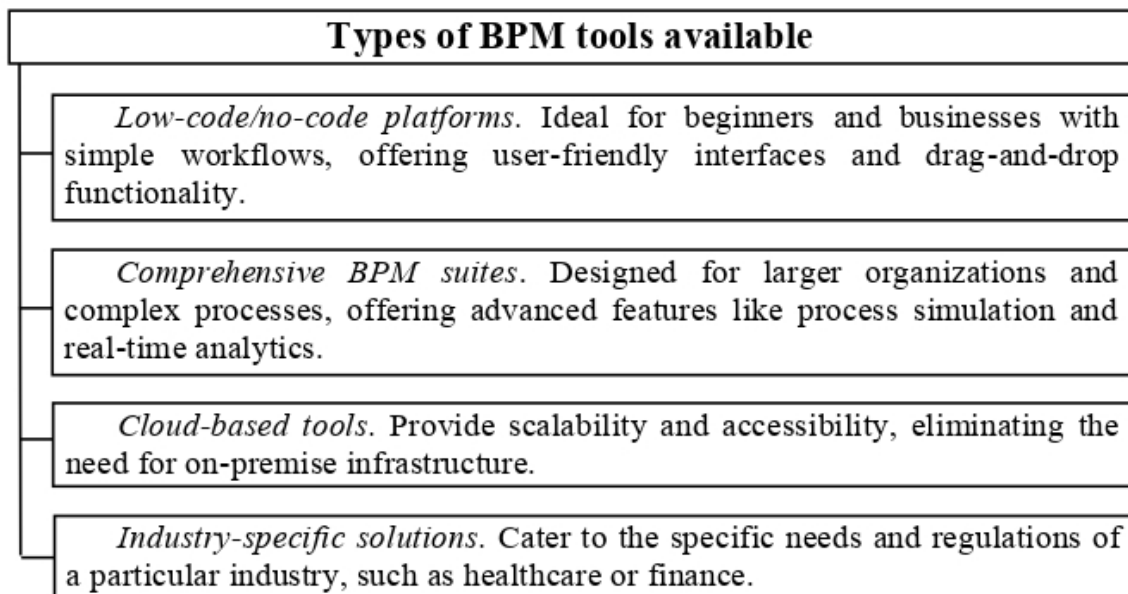 Types of BPM tools available
Low-code/no-code platforms. Ideal for beginners and businesses with
simple workflows, offering user-friendly interfaces and drag-and-drop
functionality.
Comprehensive BPM suites. Designed for larger organizations and
complex processes, offering advanced features like process simulation and
real-time analytics.
Cloud-based tools. Provide scalability and accessibility, eliminating the
need for on-premise infrastructure.
Industry-specific solutions. Cater to the specific needs and regulations of
a particular industry, such as healthcare or finance.